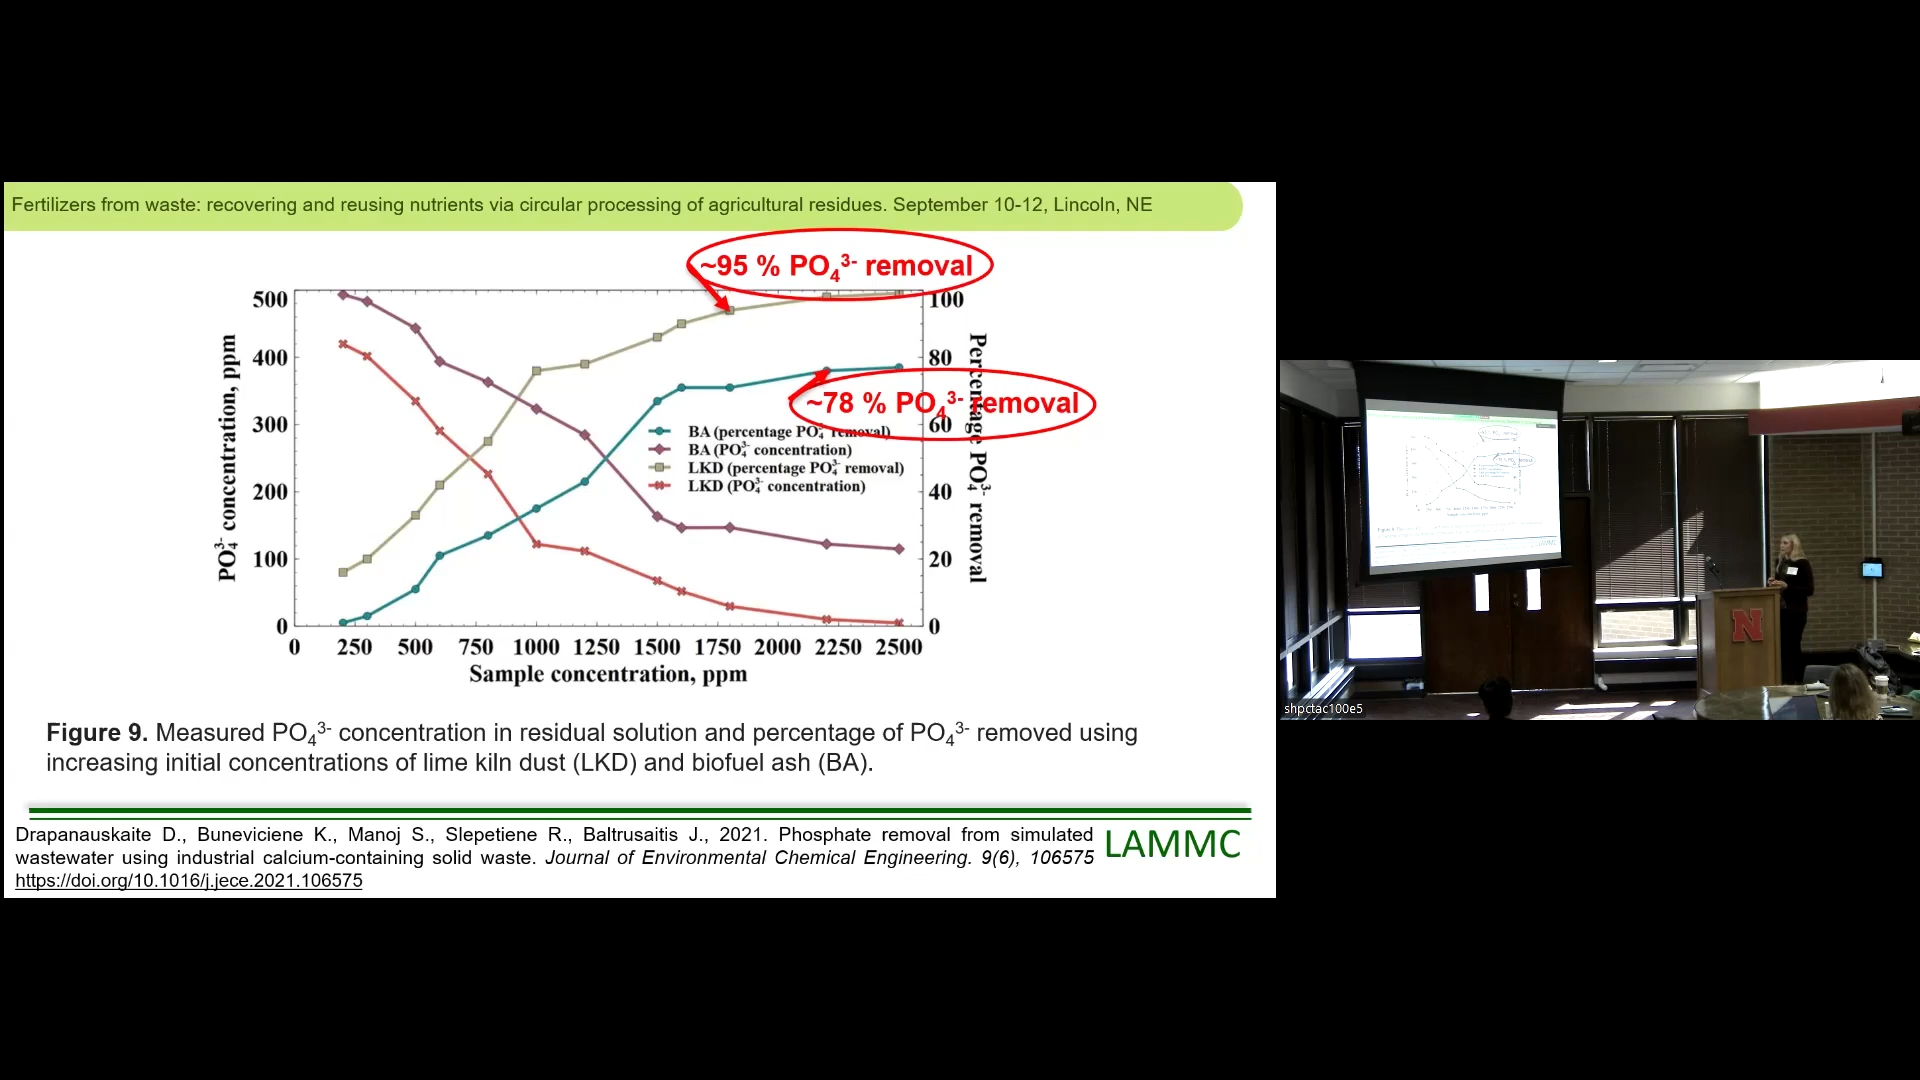 Fertilizers from waste: recovering and reusing nutrients via circular processing of agricultural residues. September 10-12, Lincoln, NE
~95 % PO₄³⁻ removal
500
400
300
200
100
0
PO₄³⁻ concentration, ppm
100
80
60
40
20
0
Percentage PO₄³⁻ removal
~78 % PO₄³⁻ removal
BA (percentage PO₄³⁻ removal)
BA (PO₄³⁻ concentration)
LKD (percentage PO₄³⁻ removal)
LKD (PO₄³⁻ concentration)
0 250 500 750 1000 1250 1500 1750 2000 2250 2500
Sample concentration, ppm
Figure 9. Measured PO₄³⁻ concentration in residual solution and percentage of PO₄³⁻ removed using
increasing initial concentrations of lime kiln dust (LKD) and biofuel ash (BA).
Drapanauskaite D., Buneviciene K., Manoj S., Slepetiene R., Baltrusaitis J., 2021. Phosphate removal from simulated
wastewater using industrial calcium-containing solid waste. Journal of Environmental Chemical Engineering. 9(6), 106575
https://doi.org/10.1016/j.jece.2021.106575
LAMMC
N
shpctac100e5